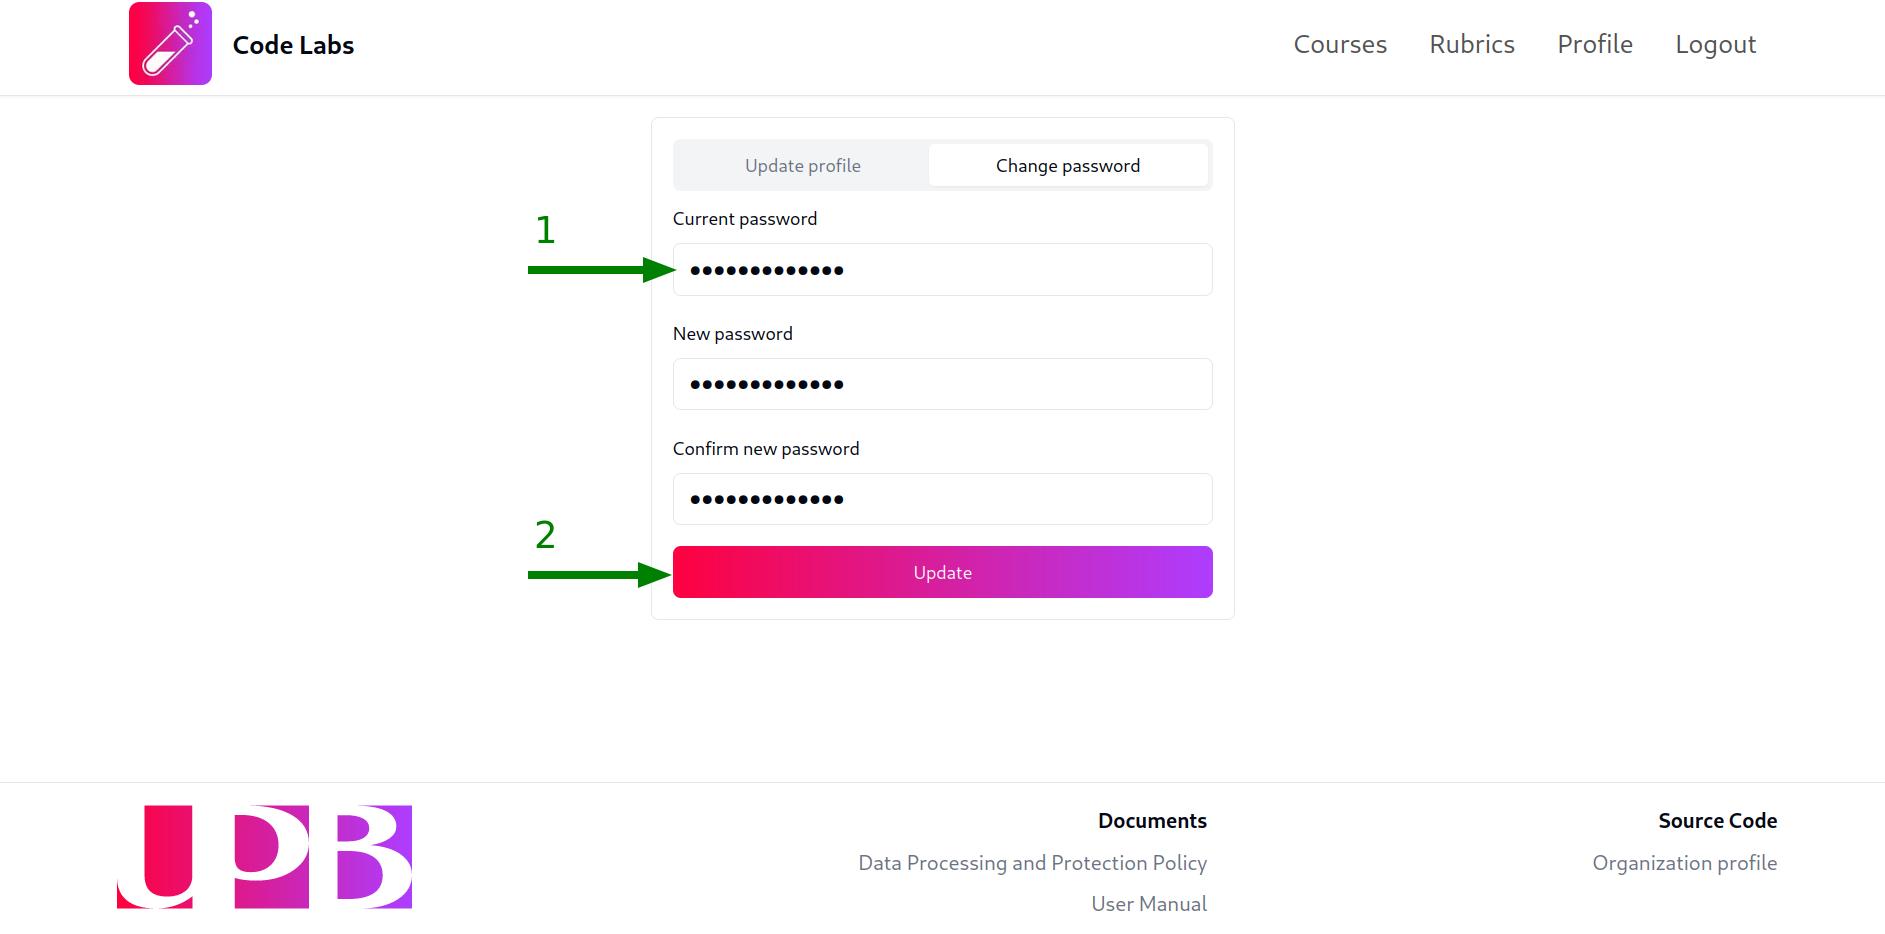 Code Labs
Courses Rubrics Profile Logout
Update profile Change password
Current password
1
●●●●●●●●●●●●●
New password
●●●●●●●●●●●●●
Confirm new password
●●●●●●●●●●●●●
2
Update
UPB
Documents
Data Processing and Protection Policy
User Manual
Source Code
Organization profile